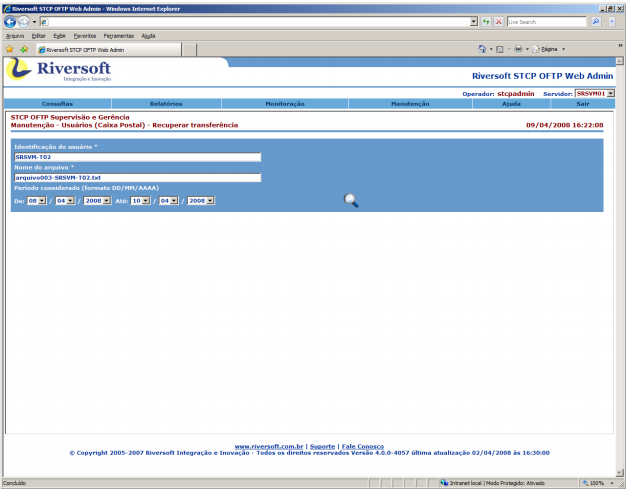 Riversoft STCP OFTP Web Admin - Windows Internet Explorer
Live Search
Arquivo Editar Exibir Favoritos Ferramentas Ajuda
Riversoft STCP OFTP Web Admin
Página
Riversoft
Integração e Inovação
Riversoft STCP OFTP Web Admin
Operador: stcpadmin Servidor: SRSVM01
Consultas Relatórios Monitoração Manutenção Ajuda Sair
STCP OFTP Supervisão e Gerência
Manutenção - Usuários (Caixa Postal) - Recuperar transferência 09/04/2008 16:22:08
Identificação do usuário *
SRSVM-T02
Nome do arquivo *
arquivo003-SRSVM-T02.txt
Período considerado (formato DD/MM/AAAA)
De: 08 / 04 / 2008 Até: 10 / 04 / 2008
www.riversoft.com.br | Suporte | Fale Conosco
© Copyright 2005-2007 Riversoft Integração e Inovação - Todos os direitos reservados Versão 4.0.0-4057 última atualização 02/04/2008 às 16:30:00
Concluído Intranet local | Modo Protegido: Ativado 100%